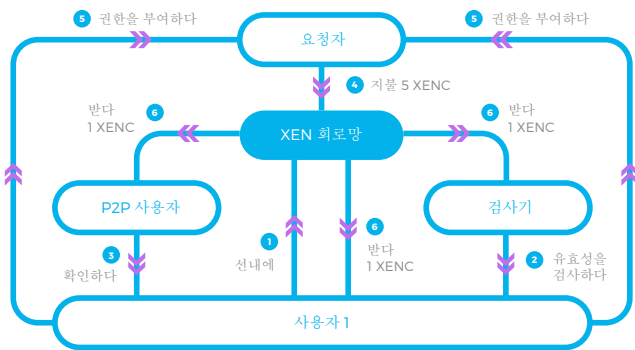 5 권한을 부여하다
5 권한을 부여하다
요청자
4 지불 5 XENC
받다
1 XENC
6
6
받다
1 XENC
XEN 회로망
P2P 사용자
검사기
1
선내에
6
받다
1 XENC
3
확인하다
2
유효성을
검사하다
사용자 1